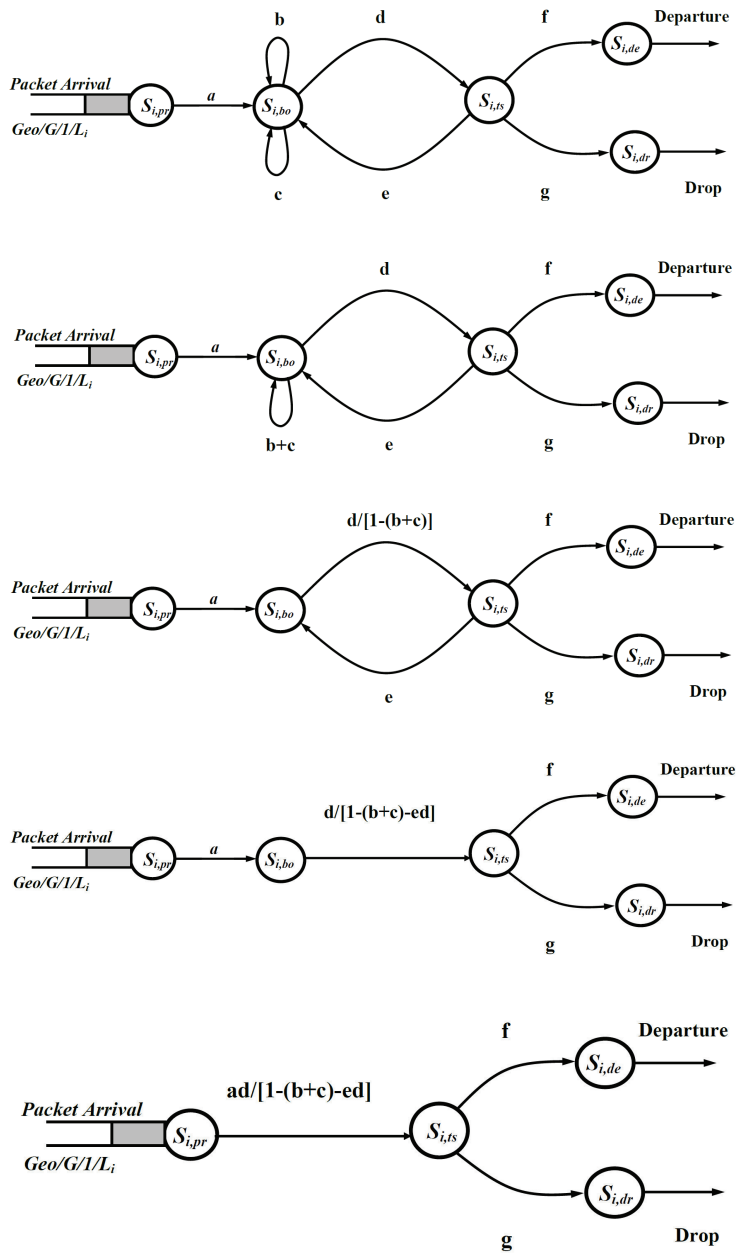 b
d
f
Departure
Packet Arrival
S_{i,pr}
a
S_{i,bo}
S_{i,ts}
S_{i,de}
Geo/G/1/L_i
c
e
g
S_{i,dr}
Drop
d
f
Departure
Packet Arrival
S_{i,pr}
a
S_{i,bo}
S_{i,ts}
S_{i,de}
Geo/G/1/L_i
b+c
e
g
S_{i,dr}
Drop
d/[1-(b+c)]
f
Departure
Packet Arrival
S_{i,pr}
a
S_{i,bo}
S_{i,ts}
S_{i,de}
Geo/G/1/L_i
e
g
S_{i,dr}
Drop
f
Departure
d/[1-(b+c)-ed]
Packet Arrival
S_{i,pr}
a
S_{i,bo}
S_{i,ts}
S_{i,de}
Geo/G/1/L_i
g
S_{i,dr}
Drop
f
Departure
ad/[1-(b+c)-ed]
S_{i,de}
Packet Arrival
S_{i,pr}
S_{i,ts}
Geo/G/1/L_i
g
S_{i,dr}
Drop